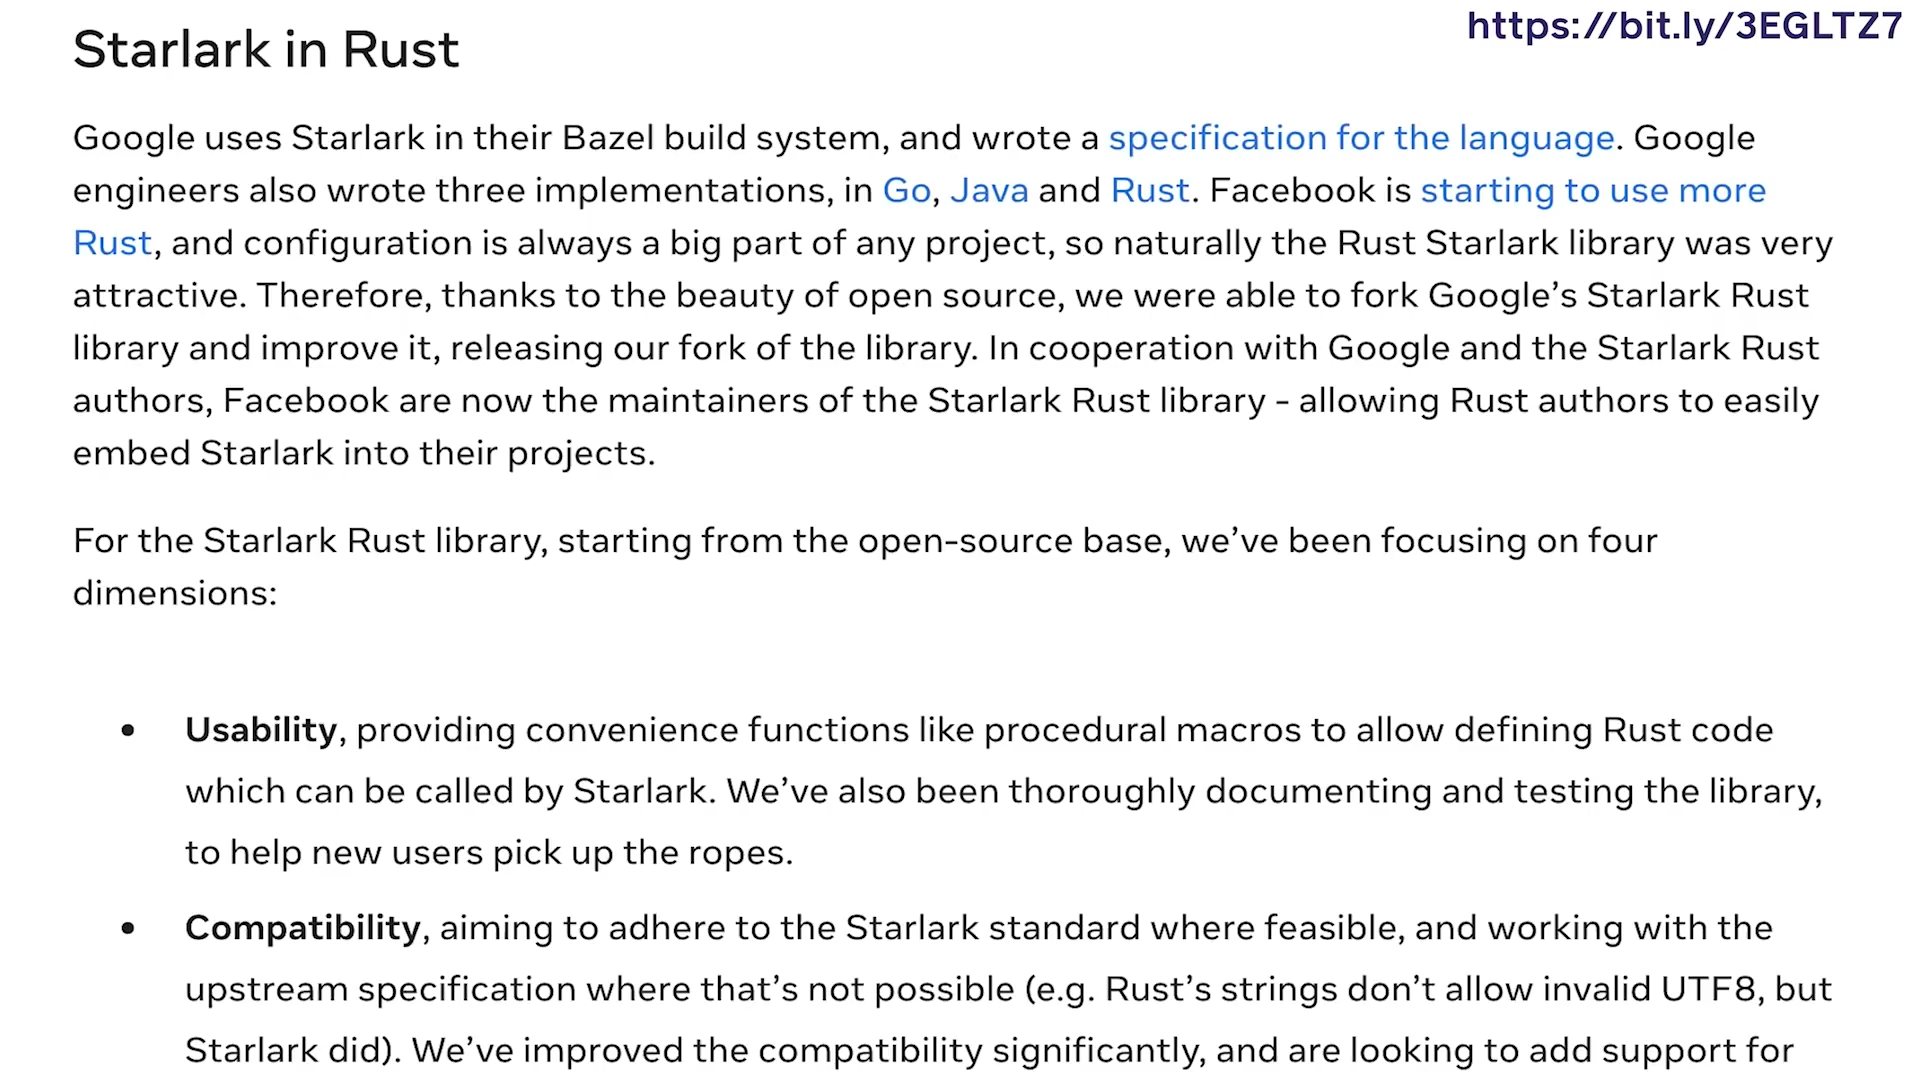 https://bit.ly/3EGLTZ7
Starlark in Rust
Google uses Starlark in their Bazel build system, and wrote a specification for the language. Google
engineers also wrote three implementations, in Go, Java and Rust. Facebook is starting to use more
Rust, and configuration is always a big part of any project, so naturally the Rust Starlark library was very
attractive. Therefore, thanks to the beauty of open source, we were able to fork Google’s Starlark Rust
library and improve it, releasing our fork of the library. In cooperation with Google and the Starlark Rust
authors, Facebook are now the maintainers of the Starlark Rust library - allowing Rust authors to easily
embed Starlark into their projects.
For the Starlark Rust library, starting from the open-source base, we’ve been focusing on four
dimensions:
• Usability, providing convenience functions like procedural macros to allow defining Rust code
which can be called by Starlark. We’ve also been thoroughly documenting and testing the library,
to help new users pick up the ropes.
• Compatibility, aiming to adhere to the Starlark standard where feasible, and working with the
upstream specification where that’s not possible (e.g. Rust’s strings don’t allow invalid UTF8, but
Starlark did). We’ve improved the compatibility significantly, and are looking to add support for